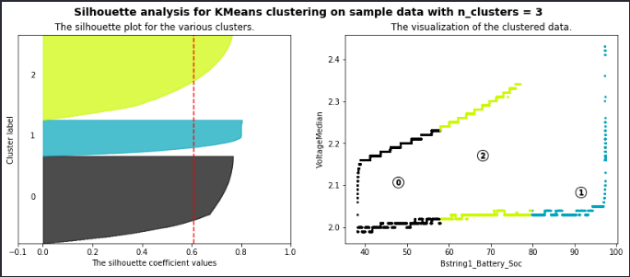 Silhouette analysis for KMeans clustering on sample data with n_clusters = 3
The silhouette plot for the various clusters.
Cluster label
2
1
0
−0.1 0.0 0.2 0.4 0.6 0.8 1.0
The silhouette coefficient values
The visualization of the clustered data.
VoltageMedian
2.4
2.3
2.2
2.1
2.0
0
2
1
40 50 60 70 80 90 100
Bstring1_Battery_Soc